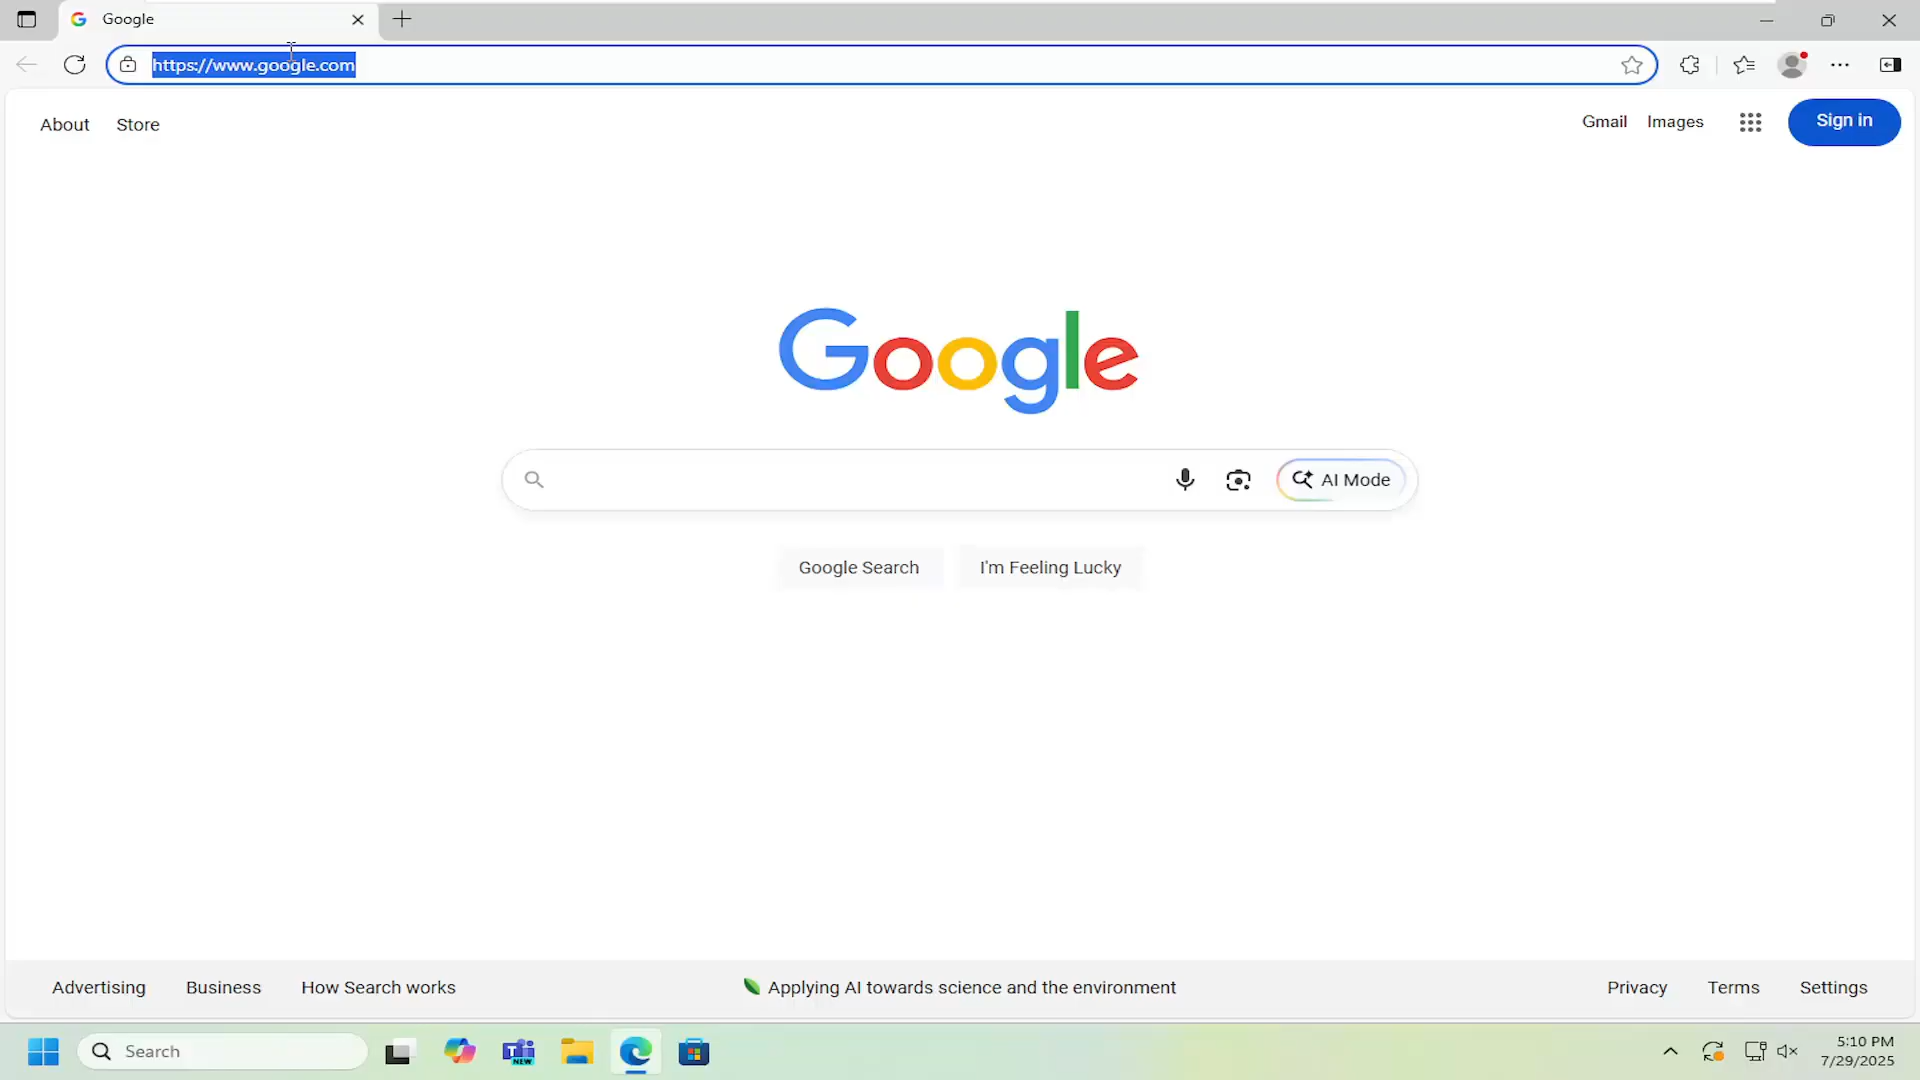 Google
https://www.google.com
About Store
Gmail Images Sign in
Google
AI Mode
Google Search I'm Feeling Lucky
Advertising Business How Search works
Applying AI towards science and the environment
Privacy Terms Settings
Search
NEW
5:10 PM
7/29/2025